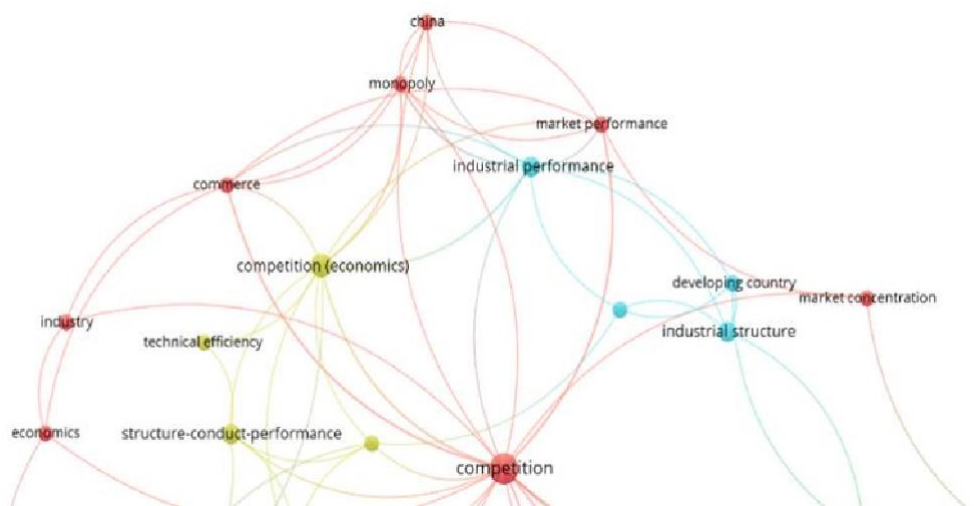 china
monopoly
market performance
industrial performance
commerce
competition (economics)
developing country
market concentration
industry
industrial structure
technical efficiency
economics
structure-conduct-performance
competition